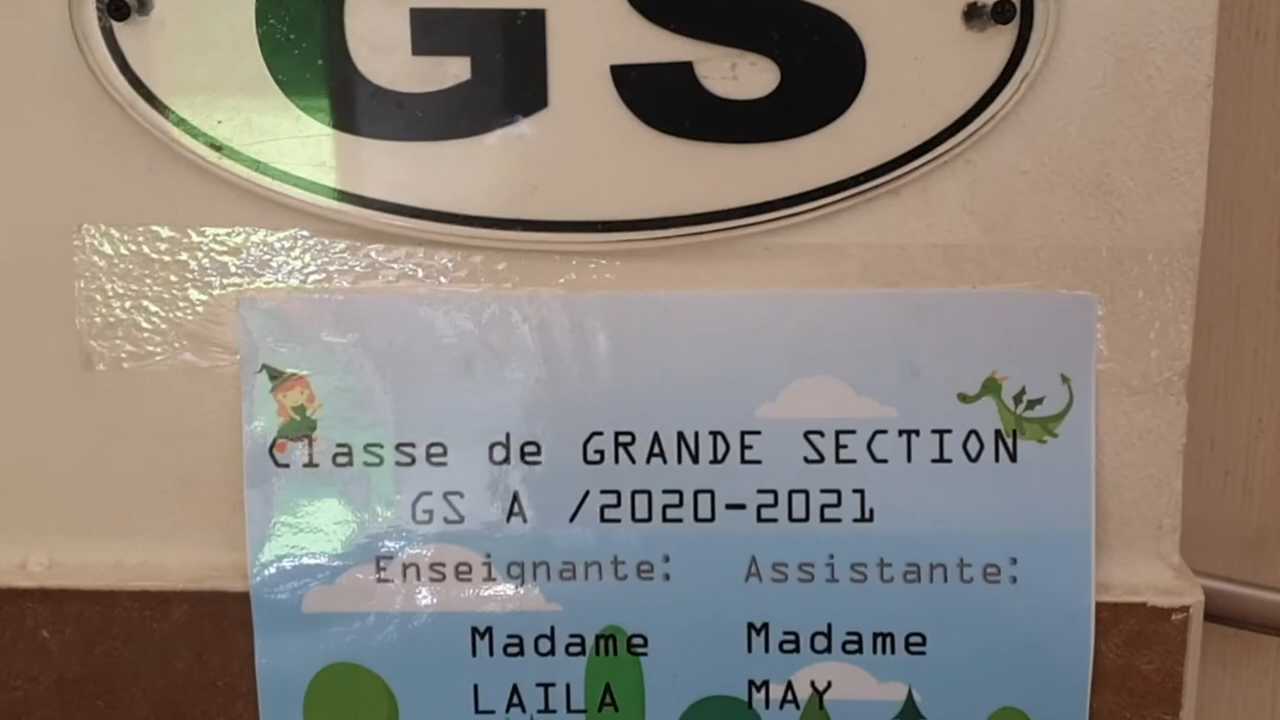 GS
Classe de GRANDE SECTION
GS A /2020-2021
Enseignante: Assistante:
Madame Madame
LAILA MAY